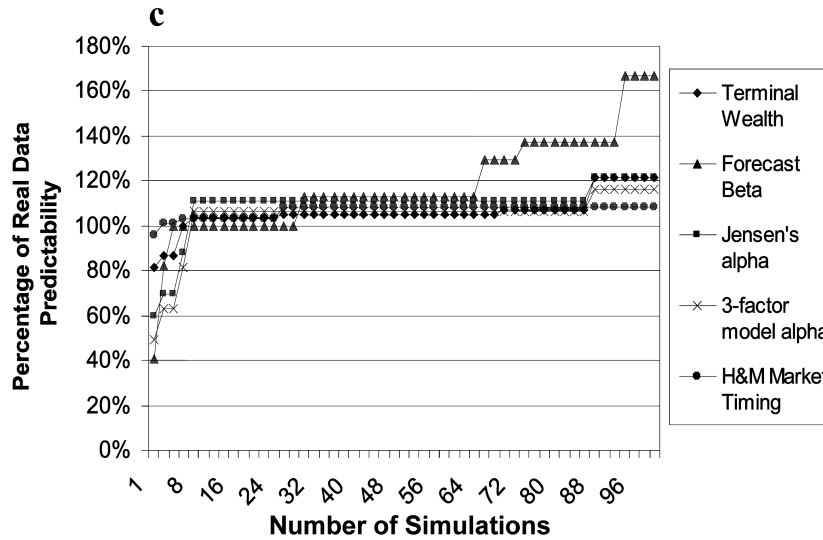 c
180%
160%
140%
120%
100%
80%
60%
40%
20%
0%
Percentage of Real Data
Predictability
1
8
16
24
32
40
48
56
64
72
80
88
96
Number of Simulations
Terminal
Wealth
Forecast
Beta
Jensen's
alpha
3-factor
model alpha
H&M Marke
Timing